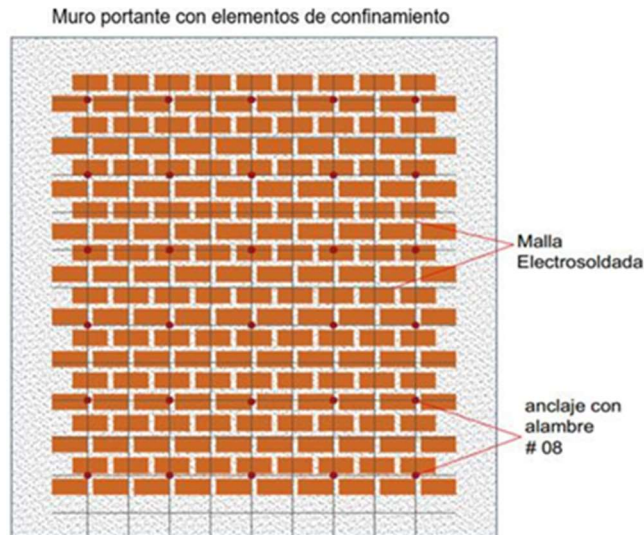 Muro portante con elementos de confinamiento
Malla
Electrosoldada
anclaje con
alambre
# 08